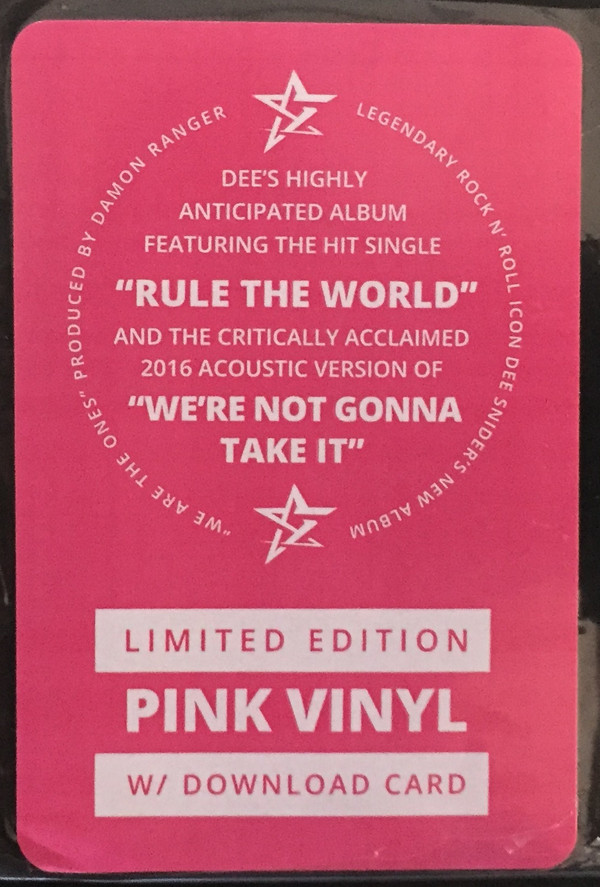 LEGENDARY ROCK N' ROLL ICON DEE SNIDER'S NEW ALBUM
"WE ARE THE ONES" PRODUCED BY DAMON RANGER
DEE'S HIGHLY
ANTICIPATED ALBUM
FEATURING THE HIT SINGLE
"RULE THE WORLD"
AND THE CRITICALLY ACCLAIMED
2016 ACOUSTIC VERSION OF
"WE'RE NOT GONNA
TAKE IT"
LIMITED EDITION
PINK VINYL
W/ DOWNLOAD CARD